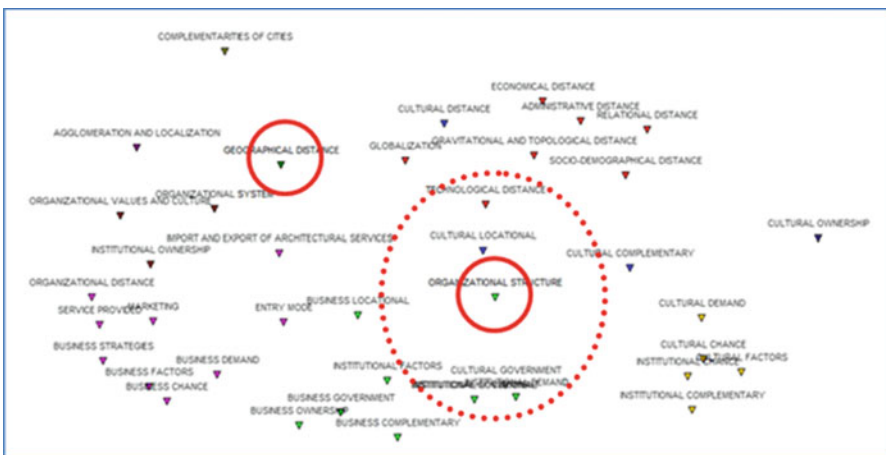 COMPLEMENTARITIES OF CITIES
ECONOMICAL DISTANCE
CULTURAL DISTANCE
ADMINISTRATIVE DISTANCE
RELATIONAL DISTANCE
AGGLOMERATION AND LOCALIZATION
GEOGRAPHICAL DISTANCE
GLOBALIZATION
GRAVITATIONAL AND TOPOLOGICAL DISTANCE
SOCIO-DEMOGRAPHICAL DISTANCE
ORGANIZATIONAL VALUES AND CULTURE
ORGANIZATIONAL SYSTEM
TECHNOLOGICAL DISTANCE
CULTURAL OWNERSHIP
INSTITUTIONAL OWNERSHIP
IMPORT AND EXPORT OF ARCHITECTURAL SERVICES
CULTURAL LOCATIONAL
CULTURAL COMPLEMENTARY
ORGANIZATIONAL DISTANCE
ORGANIZATIONAL STRUCTURE
SERVICE PROVIDED
MARKETING
ENTRY MODE
BUSINESS LOCATIONAL
CULTURAL DEMAND
BUSINESS STRATEGIES
BUSINESS DEMAND
CULTURAL CHANCE
BUSINESS FACTORS
INSTITUTIONAL FACTORS
CULTURAL GOVERNMENT
INSTITUTIONAL CHANCE
CULTURAL FACTORS
BUSINESS CHANCE
DEMAND
BUSINESS GOVERNMENT
INSTITUTIONAL COMPLEMENTARY
BUSINESS OWNERSHIP
BUSINESS COMPLEMENTARY